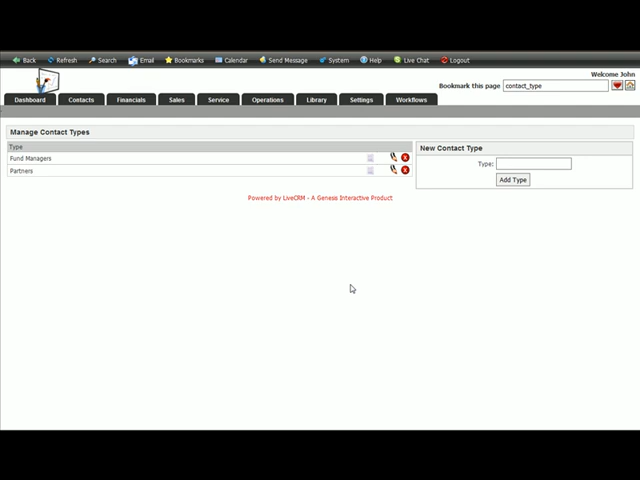 Back Refresh Search Email Bookmarks Calendar Send Message System Help Live Chat Logout
Welcome John
Bookmark this page contact_type
Dashboard Contacts Financials Sales Service Operations Library Settings Workflows
Manage Contact Types
Type
Fund Managers
Partners
New Contact Type
Type:
Add Type
Powered by LiveCRM - A Genesis Interactive Product